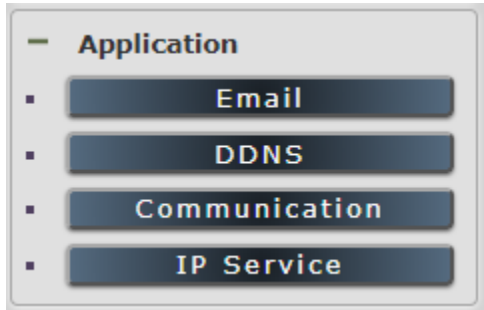 Application
Email
DDNS
Communication
IP Service